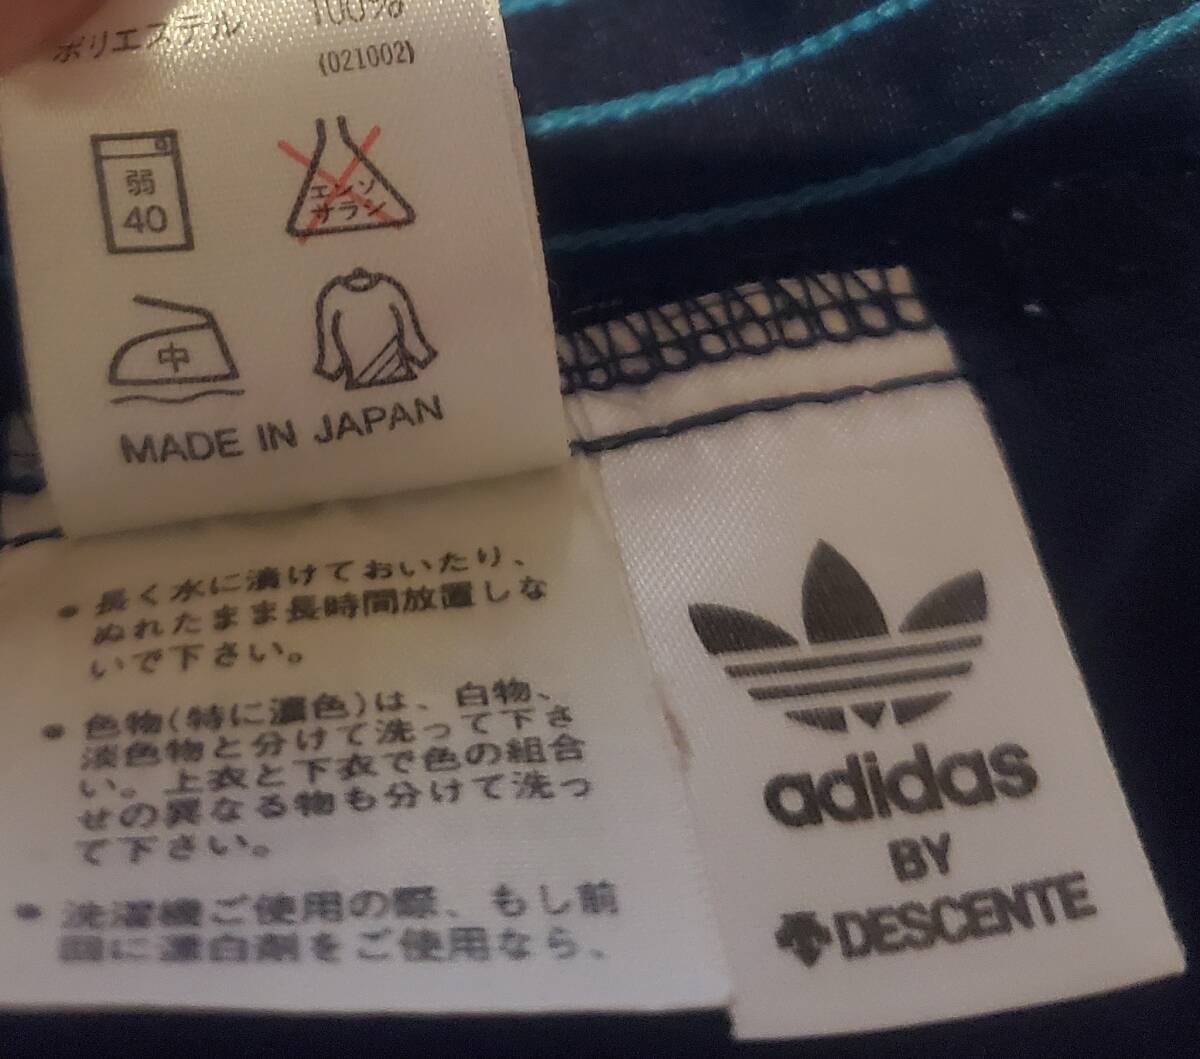 ポリエステル 100%
(021002)
弱
40
エンソ
サラシ
中
MADE IN JAPAN
• 長く水に漬けておいたり、
ぬれたまま長時間放置しな
いで下さい。
• 色物(特に濃色)は、白物、
淡色物と分けて洗って下さ
い。上衣と下衣で色の組合
せの異なる物も分けて洗っ
て下さい。
• 洗濯機ご使用の際、もし前
回に漂白剤をご使用なら、
adidas
BY
DESCENTE